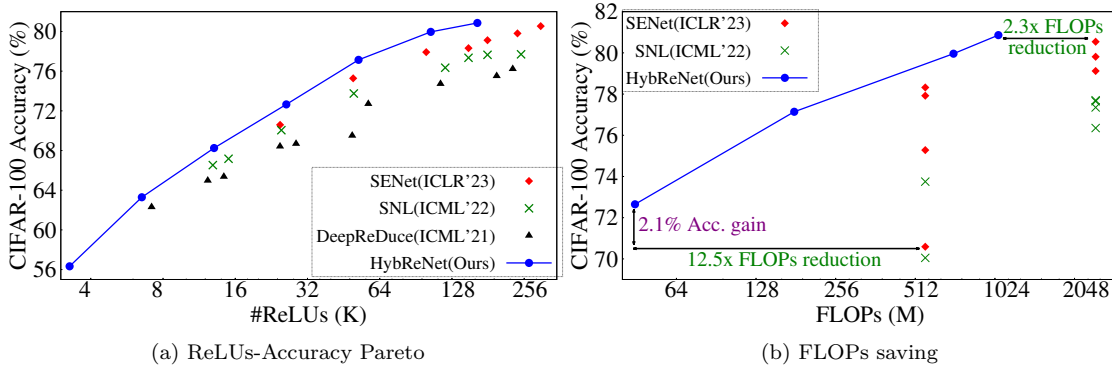 CIFAR-100 Accuracy (%)
80
76
72
68
64
60
56
SENet(ICLR'23)
SNL(ICML'22)
DeepReDuce(ICML'21)
HybReNet(Ours)
4 8 16 32 64 128 256
#ReLUs (K)
(a) ReLUs-Accuracy Pareto
CIFAR-100 Accuracy (%)
82
80
78
76
74
72
70
SENet(ICLR'23)
SNL(ICML'22)
HybReNet(Ours)
2.3x FLOPs
reduction
2.1% Acc. gain
12.5x FLOPs reduction
64 128 256 512 1024 2048
FLOPs (M)
(b) FLOPs saving